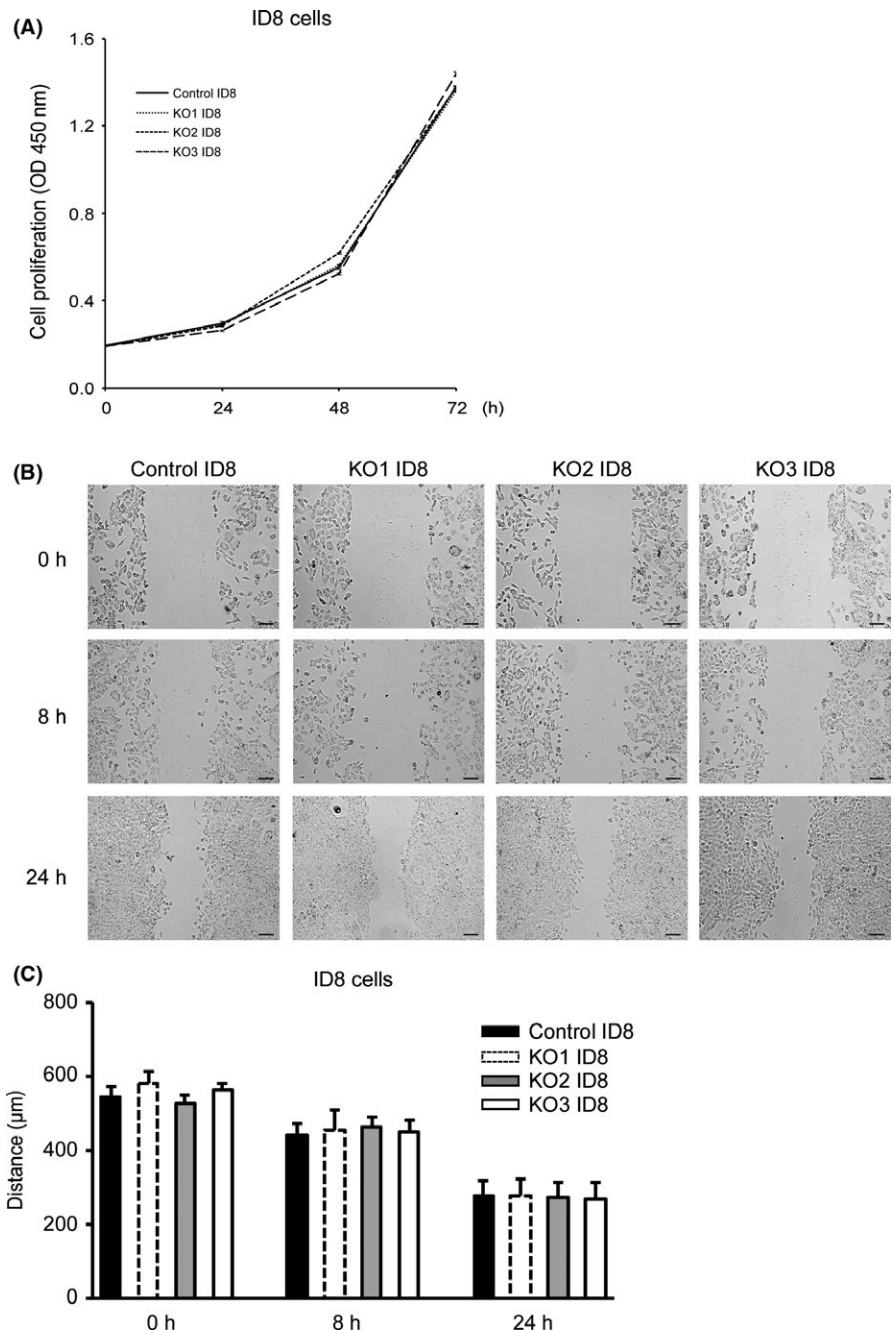 (A)
ID8 cells
Cell proliferation (OD 450 nm)
1.6
1.2
0.8
0.4
0.0
Control ID8
KO1 ID8
KO2 ID8
KO3 ID8
0 24 48 72 (h)
(B)
Control ID8 KO1 ID8 KO2 ID8 KO3 ID8
0 h
8 h
24 h
(C)
ID8 cells
Distance (µm)
800
600
400
200
0
Control ID8
KO1 ID8
KO2 ID8
KO3 ID8
0 h 8 h 24 h